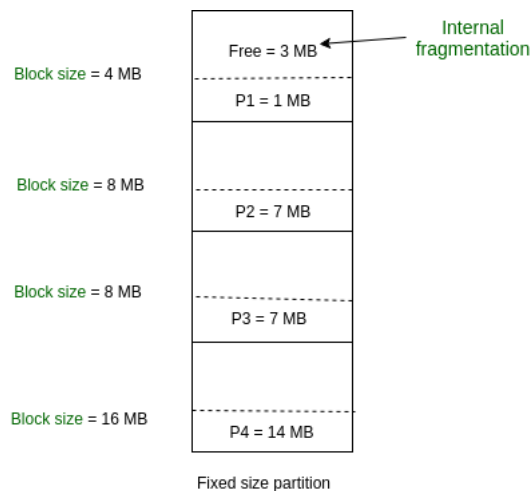 Internal
fragmentation
Free = 3 MB
Block size = 4 MB
P1 = 1 MB
Block size = 8 MB
P2 = 7 MB
Block size = 8 MB
P3 = 7 MB
Block size = 16 MB
P4 = 14 MB
Fixed size partition